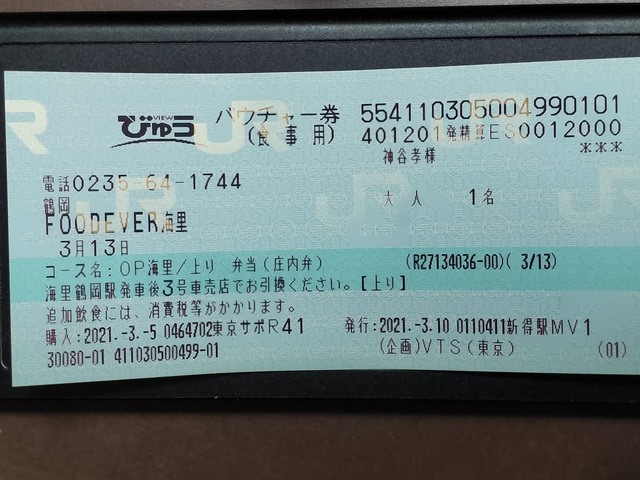 VIEW
びゅう
バウチャー券 5541103050049990101
(食事用) 401201発精算ES0012000
神谷孝様 ***
電話0235-64-1744
鶴岡 大人 1名
FOODEVER海里
3月13日
コース名:OP海里/上り 弁当(庄内弁) (R27134036-00)( 3/13)
海里鶴岡駅発車後3号車売店でお引換ください。【上り】
追加飲食には、消費税等がかかります。
購入:2021.-3.-5 0464702東京サポR41 発行:2021.-3.10 0110411新得駅MV1
30080-01 411030500499-01 (企画)VTS(東京) (01)
JR
JR
JR